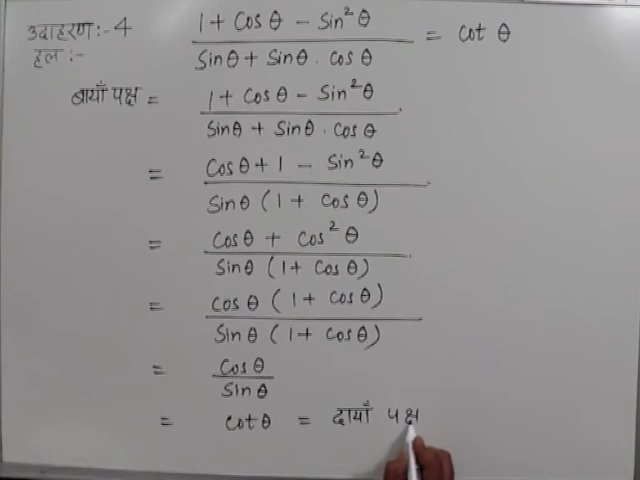 उदाहरण:- 4 (1 + Cosθ - Sin²θ) / (Sinθ + Sinθ . Cosθ) = Cot θ
हल:-
बायाँ पक्ष = (1 + Cosθ - Sin²θ) / (Sinθ + Sinθ . Cosθ)
= (Cosθ + 1 - Sin²θ) / (Sinθ (1 + Cosθ))
= (Cosθ + Cos²θ) / (Sinθ (1 + Cosθ))
= (Cosθ (1 + Cosθ)) / (Sinθ (1 + Cosθ))
= Cosθ / Sinθ
= Cotθ = दायाँ पक्ष